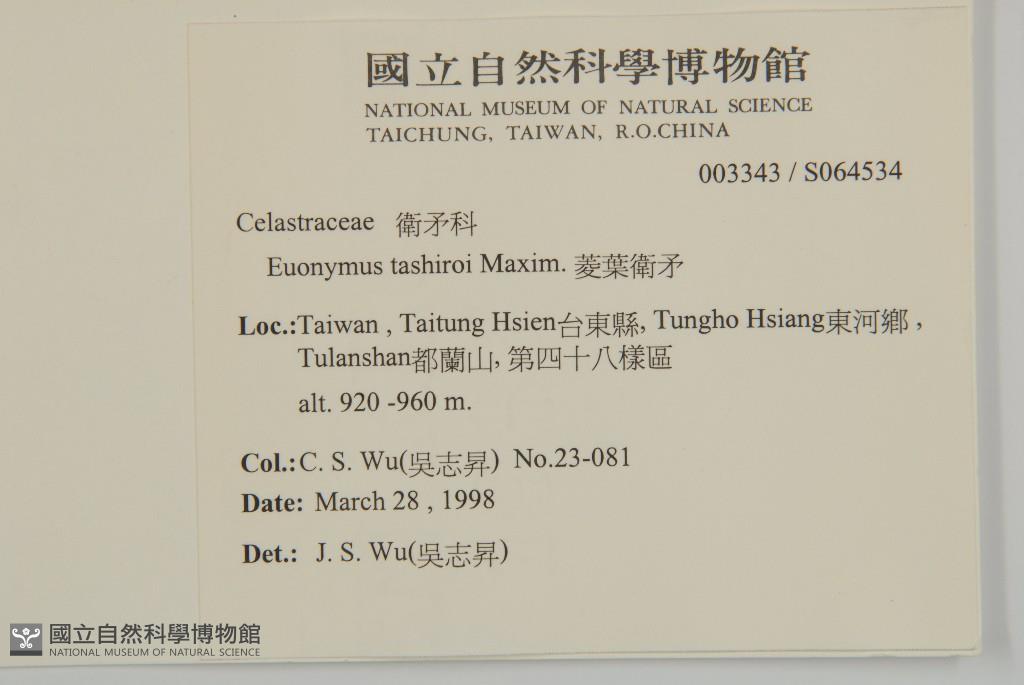 國立自然科學博物館
NATIONAL MUSEUM OF NATURAL SCIENCE
TAICHUNG, TAIWAN, R.O.CHINA
003343 / S064534
Celastraceae 衛矛科
Euonymus tashiroi Maxim. 菱葉衛矛
Loc.:Taiwan , Taitung Hsien台東縣, Tungho Hsiang東河鄉 ,
Tulanshan都蘭山, 第四十八樣區
alt. 920 -960 m.
Col.:C. S. Wu(吳志昇) No.23-081
Date: March 28 , 1998
Det.: J. S. Wu(吳志昇)
國立自然科學博物館
NATIONAL MUSEUM OF NATURAL SCIENCE